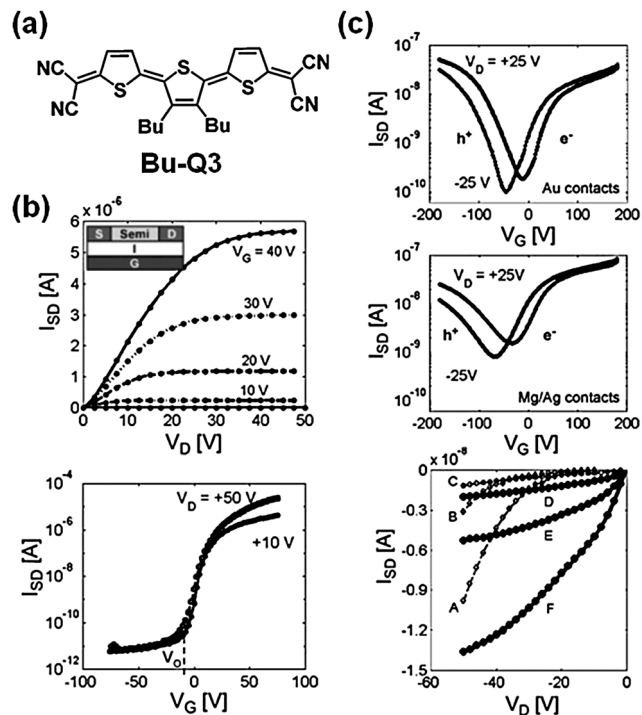 (a)
NC
CN
S
S
S
NC
CN
Bu
Bu
Bu-Q3
(b)
× 10⁻⁶
6
5
4
3
2
1
0
I_SD [A]
S Semi D
I
G
V_G = 40 V
30 V
20 V
10 V
0 10 20 30 40 50
V_D [V]
10⁻⁴
10⁻⁶
10⁻⁸
10⁻¹⁰
10⁻¹²
I_SD [A]
V_D = +50 V
+10 V
V_O
-100 -50 0 50 100
V_G [V]
(c)
10⁻⁷
10⁻⁸
10⁻⁹
10⁻¹⁰
I_SD [A]
V_D = +25 V
h⁺
e⁻
-25 V
Au contacts
-200 -100 0 100 200
V_G [V]
10⁻⁷
10⁻⁸
10⁻⁹
10⁻¹⁰
I_SD [A]
V_D = +25V
h⁺
e⁻
-25V
Mg/Ag contacts
-200 -100 0 100 200
V_G [V]
× 10⁻⁸
0
-0.3
-0.6
-0.9
-1.2
-1.5
I_SD [A]
C
D
B
E
A
F
-60 -40 -20 0
V_D [V]